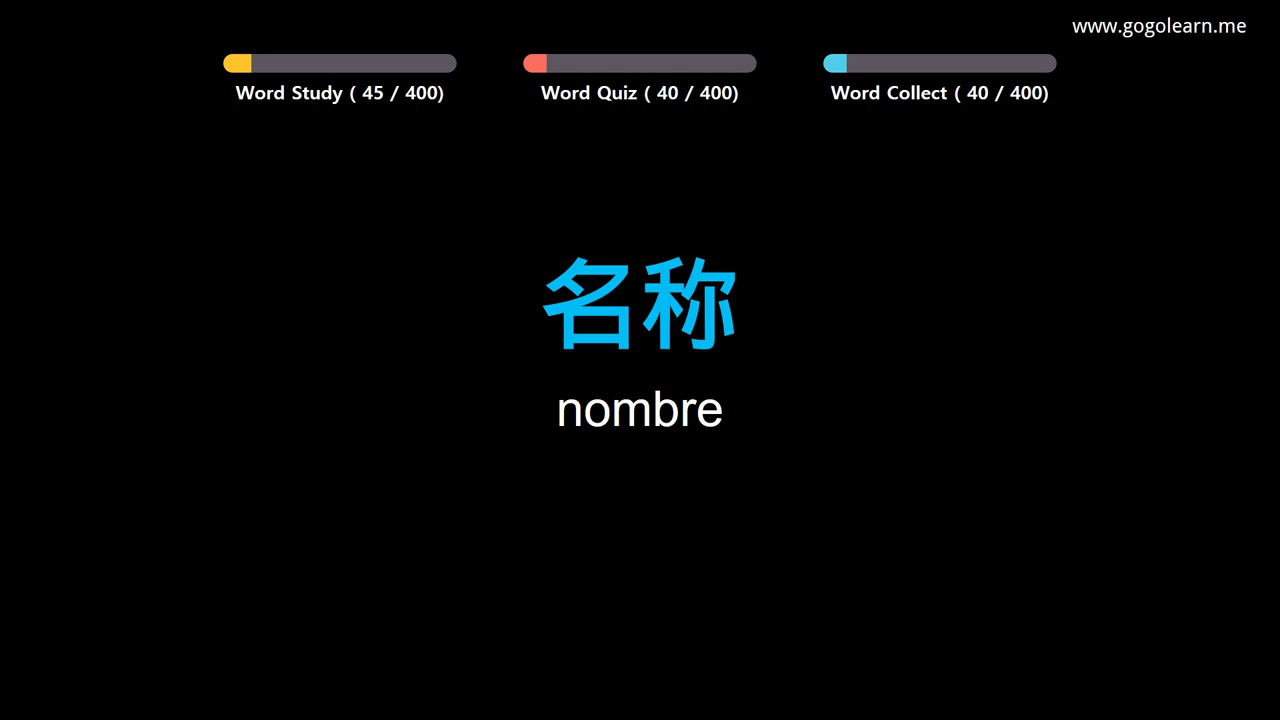 www.gogolearn.me
Word Study ( 45 / 400)
Word Quiz ( 40 / 400)
Word Collect ( 40 / 400)
名称
nombre